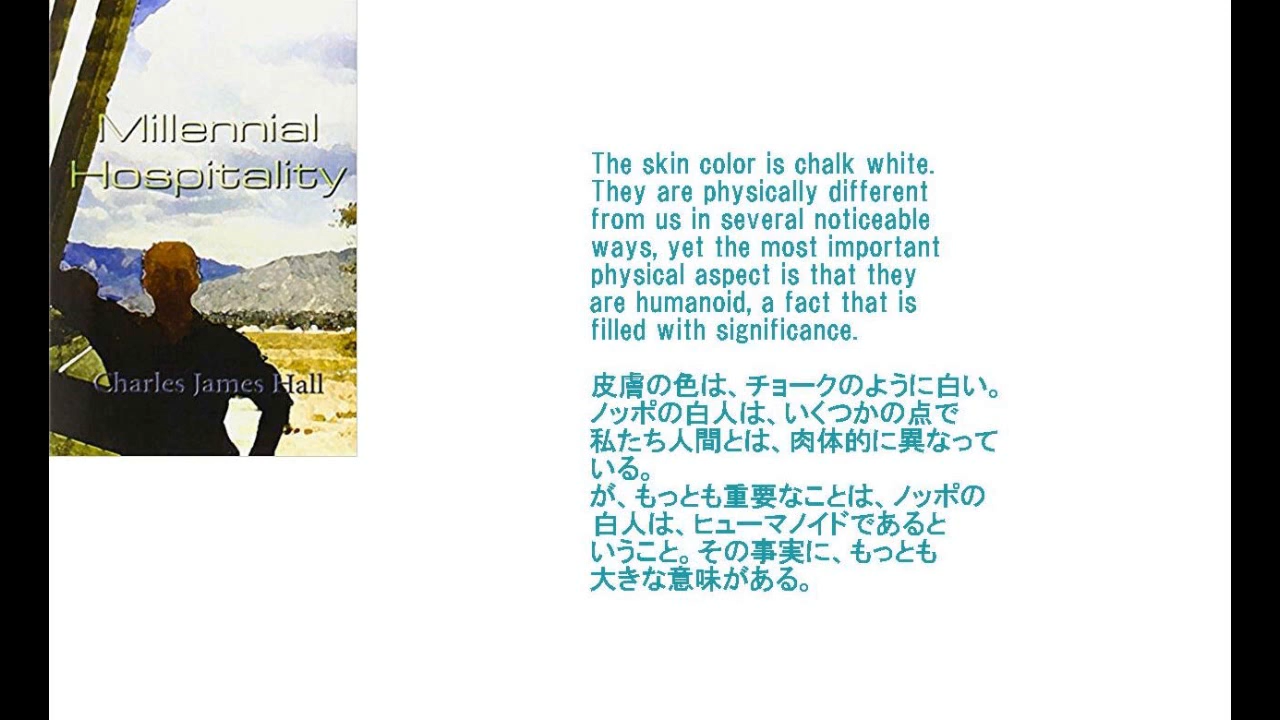 Millennial
Hospitality
Charles James Hall
The skin color is chalk white.
They are physically different
from us in several noticeable
ways, yet the most important
physical aspect is that they
are humanoid, a fact that is
filled with significance.
皮膚の色は、チョークのように白い。
ノッポの白人は、いくつかの点で
私たち人間とは、肉体的に異なって
いる。
が、もっとも重要なことは、ノッポの
白人は、ヒューマノイドであると
いうこと。その事実に、もっとも
大きな意味がある。